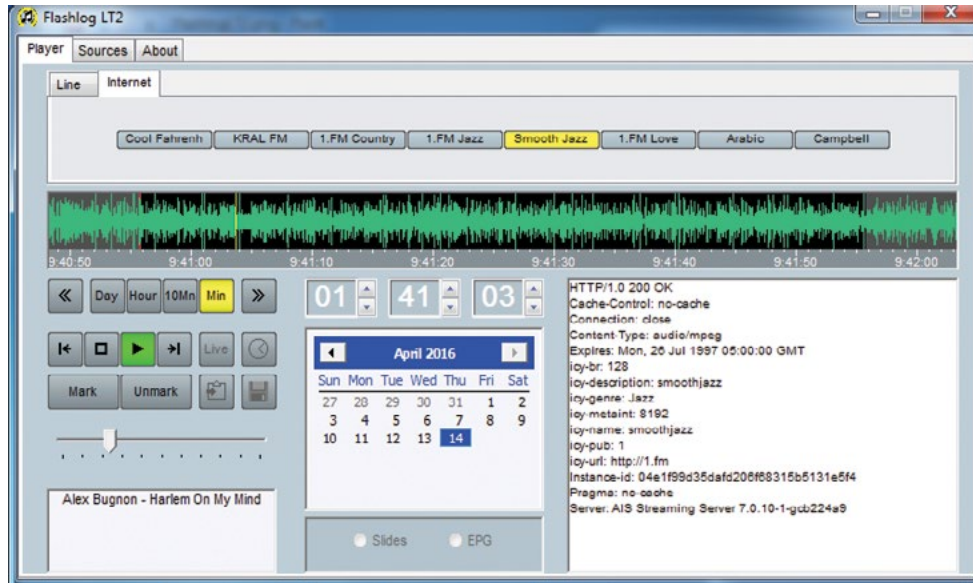 Flashlog LT2
Player Sources About
Line Internet
Cool Fahrenh KRAL FM 1.FM Country 1.FM Jazz Smooth Jazz 1.FM Love Arabic Campbell
9:40:50 9:41:00 9:41:10 9:41:20 9:41:30 9:41:40 9:41:50 9:42:00
Day Hour 10Mn Min
01 41 03
Live
Mark Unmark
Alex Bugnon - Harlem On My Mind
April 2016
Sun Mon Tue Wed Thu Fri Sat
27 28 29 30 31 1 2
3 4 5 6 7 8 9
10 11 12 13 14
Slides EPG
HTTP/1.0 200 OK
Cache-Control: no-cache
Connection: close
Content-Type: audio/mpeg
Expires: Mon, 26 Jul 1997 05:00:00 GMT
icy-br: 128
icy-description: smoothjazz
icy-genre: Jazz
icy-metaint: 8192
icy-name: smoothjazz
icy-pub: 1
icy-url: http://1.fm
Instance-id: 04e1f99d35dafd206f68315b5131e5f4
Pragma: no-cache
Server: AIS Streaming Server 7.0.10-1-gcb224a9